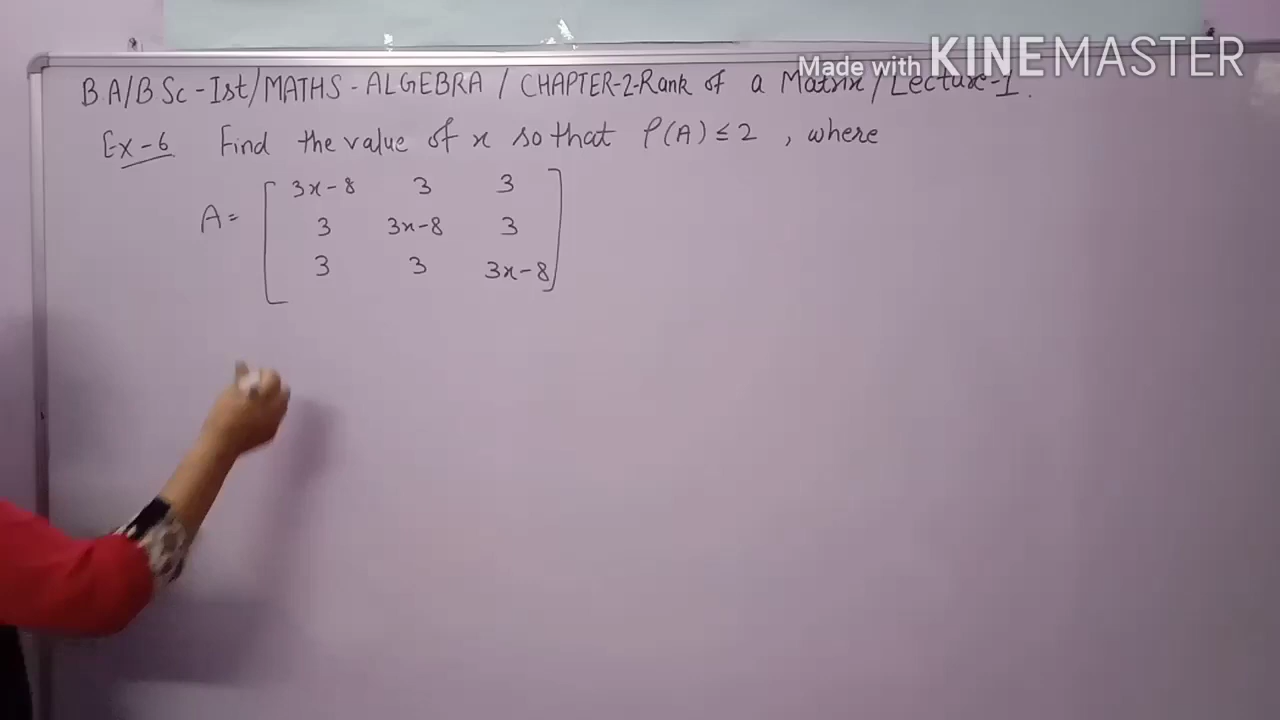 Made with KINEMASTER
B.A/B Sc-Ist/MATHS-ALGEBRA / CHAPTER-2-Rank of a Matrix/Lecture-1.
Ex-6 Find the value of x so that ρ(A) ≤ 2 , where
A= [ 3x-8 3 3
3 3x-8 3
3 3 3x-8 ]